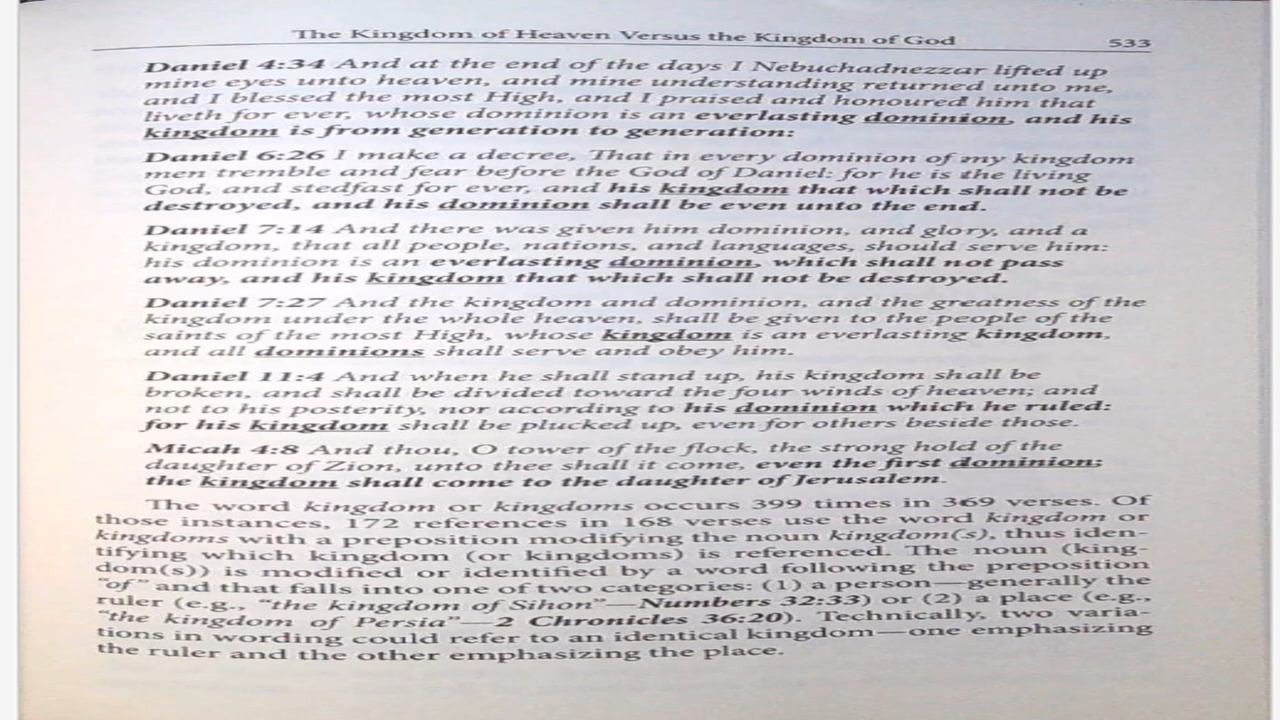 The Kingdom of Heaven Versus the Kingdom of God 533
Daniel 4:34 And at the end of the days I Nebuchadnezzar lifted up
mine eyes unto heaven, and mine understanding returned unto me,
and I blessed the most High, and I praised and honoured him that
liveth for ever, whose dominion is an everlasting dominion, and his
kingdom is from generation to generation:
Daniel 6:26 I make a decree, That in every dominion of my kingdom
men tremble and fear before the God of Daniel: for he is the living
God, and stedfast for ever, and his kingdom that which shall not be
destroyed, and his dominion shall be even unto the end.
Daniel 7:14 And there was given him dominion, and glory, and a
kingdom, that all people, nations, and languages, should serve him:
his dominion is an everlasting dominion, which shall not pass
away, and his kingdom that which shall not be destroyed.
Daniel 7:27 And the kingdom and dominion, and the greatness of the
kingdom under the whole heaven, shall be given to the people of the
saints of the most High, whose kingdom is an everlasting kingdom,
and all dominions shall serve and obey him.
Daniel 11:4 And when he shall stand up, his kingdom shall be
broken, and shall be divided toward the four winds of heaven; and
not to his posterity, nor according to his dominion which he ruled:
for his kingdom shall be plucked up, even for others beside those.
Micah 4:8 And thou, O tower of the flock, the strong hold of the
daughter of Zion, unto thee shall it come, even the first dominion;
the kingdom shall come to the daughter of Jerusalem.
The word kingdom or kingdoms occurs 399 times in 369 verses. Of
those instances, 172 references in 168 verses use the word kingdom or
kingdoms with a preposition modifying the noun kingdom(s), thus iden-
tifying which kingdom (or kingdoms) is referenced. The noun (king-
dom(s)) is modified or identified by a word following the preposition
“of” and that falls into one of two categories: (1) a person—generally the
ruler (e.g., “the kingdom of Sihon”—Numbers 32:33) or (2) a place (e.g.,
“the kingdom of Persia”—2 Chronicles 36:20). Technically, two varia-
tions in wording could refer to an identical kingdom—one emphasizing
the ruler and the other emphasizing the place.